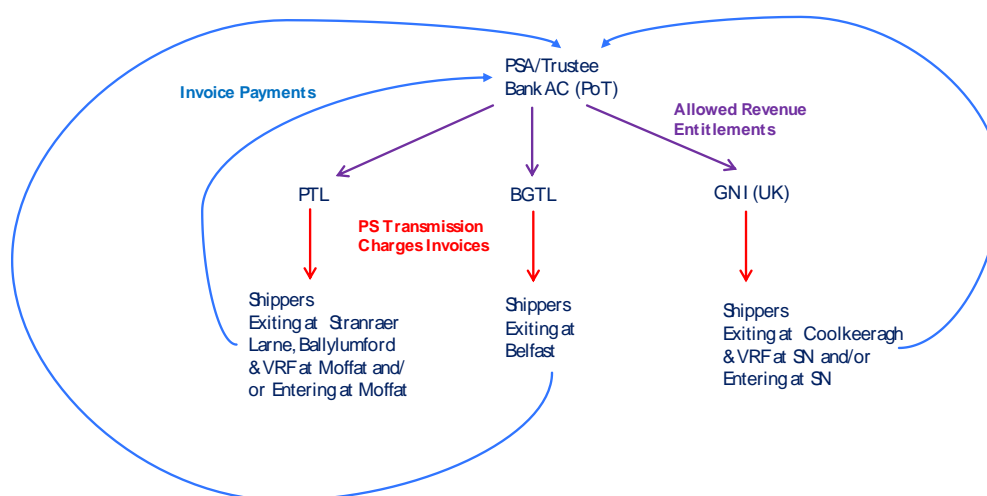 PSA/Trustee
Bank AC (PoT)
Invoice Payments
Allowed Revenue
Entitlements
PTL
BGTL
GNI (UK)
PS Transmission
Charges Invoices
Shippers
Exiting at Stranraer
Larne, Ballylumford
& VRF at Moffat and/
or Entering at Moffat
Shippers
Exiting at
Belfast
Shippers
Exiting at Coolkeeragh
& VRF at SN and/or
Entering at SN